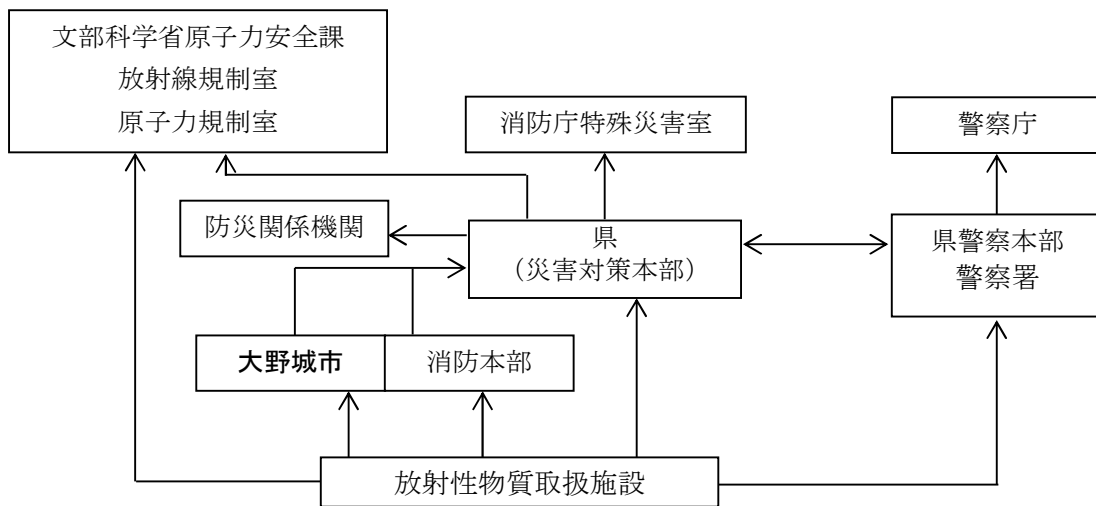 文部科学省原子力安全課
放射線規制室
原子力規制室
消防庁特殊災害室
警察庁
防災関係機関
県
（災害対策本部）
県警察本部
警察署
大野城市
消防本部
放射性物質取扱施設